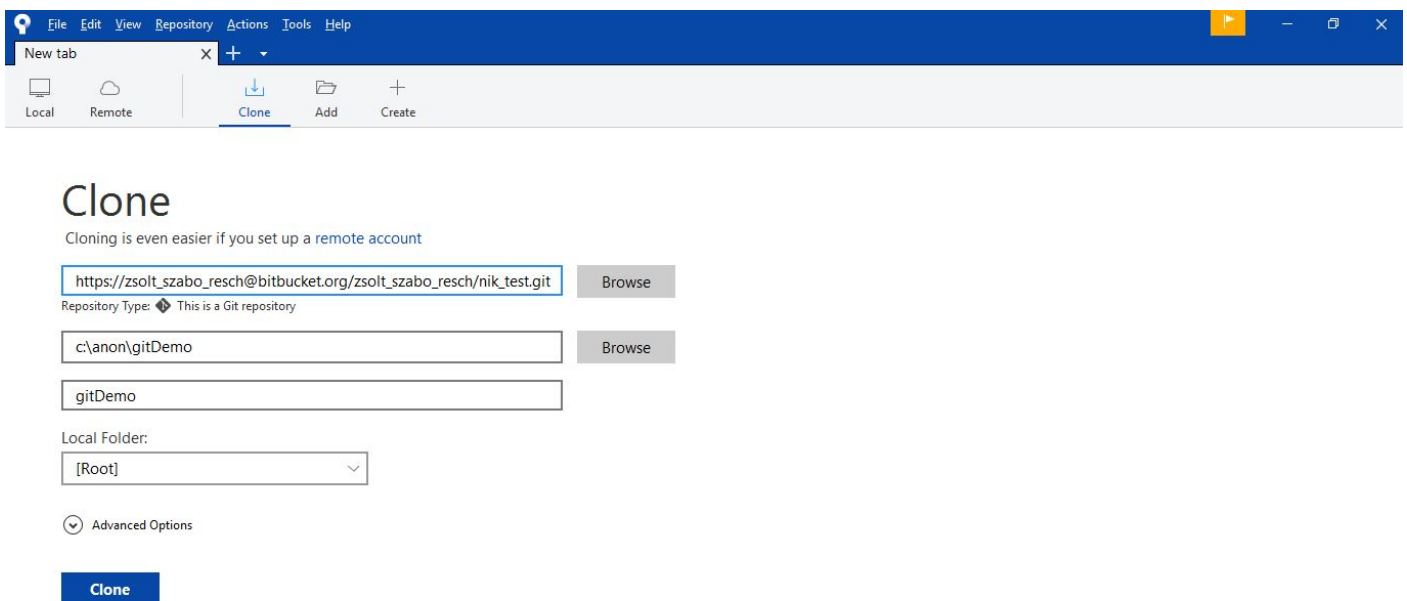 File Edit View Repository Actions Tools Help
New tab
Local Remote Clone Add Create
Clone
Cloning is even easier if you set up a remote account
https://zsolt_szabo_resch@bitbucket.org/zsolt_szabo_resch/nik_test.git Browse
Repository Type: This is a Git repository
c:\anon\gitDemo Browse
gitDemo
Local Folder:
[Root]
Advanced Options
Clone